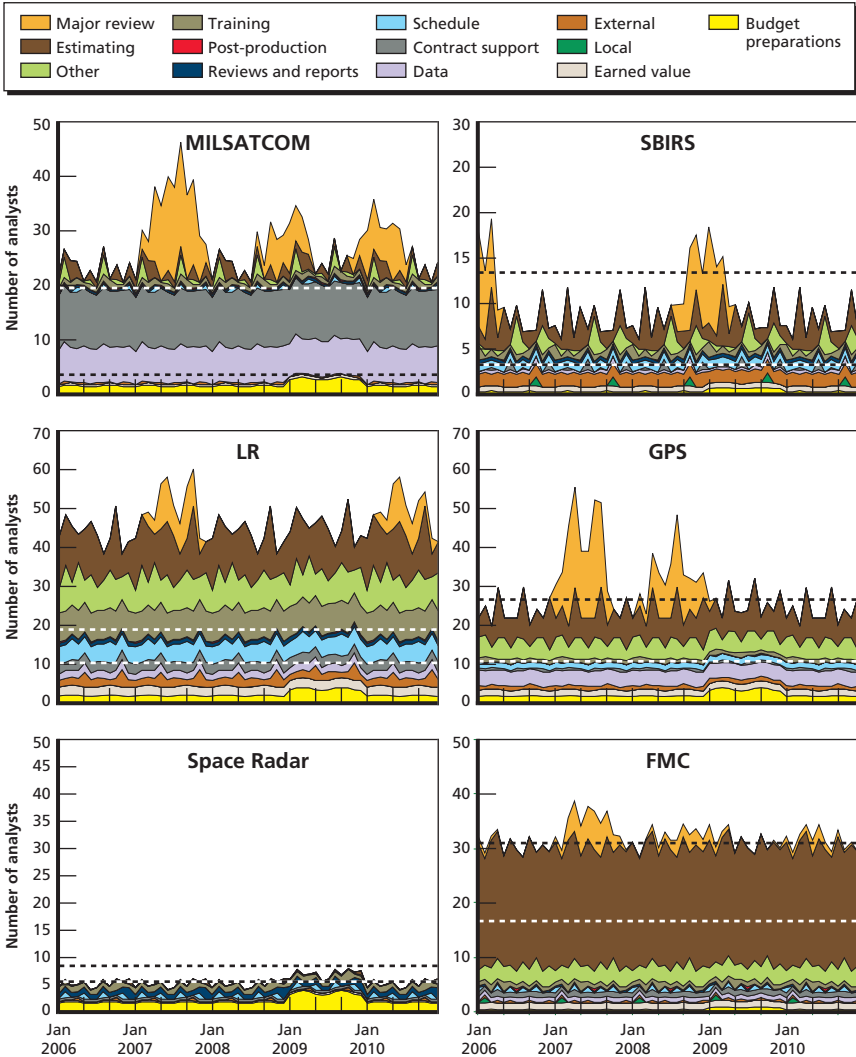 Major review
Training
Schedule
External
Budget preparations
Estimating
Post-production
Contract support
Local
Other
Reviews and reports
Data
Earned value
MILSATCOM
Number of analysts
50
40
30
20
10
0
SBIRS
30
20
20
15
10
5
0
LR
Number of analysts
70
60
50
40
30
20
10
0
GPS
70
60
50
40
30
20
10
0
Space Radar
Number of analysts
50
45
40
35
30
25
20
15
10
5
0
Jan 2006
Jan 2007
Jan 2008
Jan 2009
Jan 2010
FMC
50
40
30
20
10
0
Jan 2006
Jan 2007
Jan 2008
Jan 2009
Jan 2010